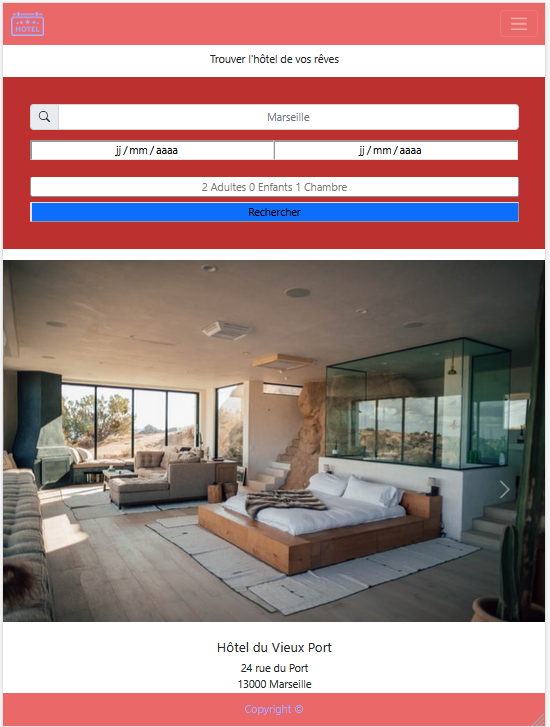 HOTEL
Trouver l'hôtel de vos rêves
Marseille
jj / mm / aaaa jj / mm / aaaa
2 Adultes 0 Enfants 1 Chambre
Rechercher
Hôtel du Vieux Port
24 rue du Port
13000 Marseille
Copyright ©